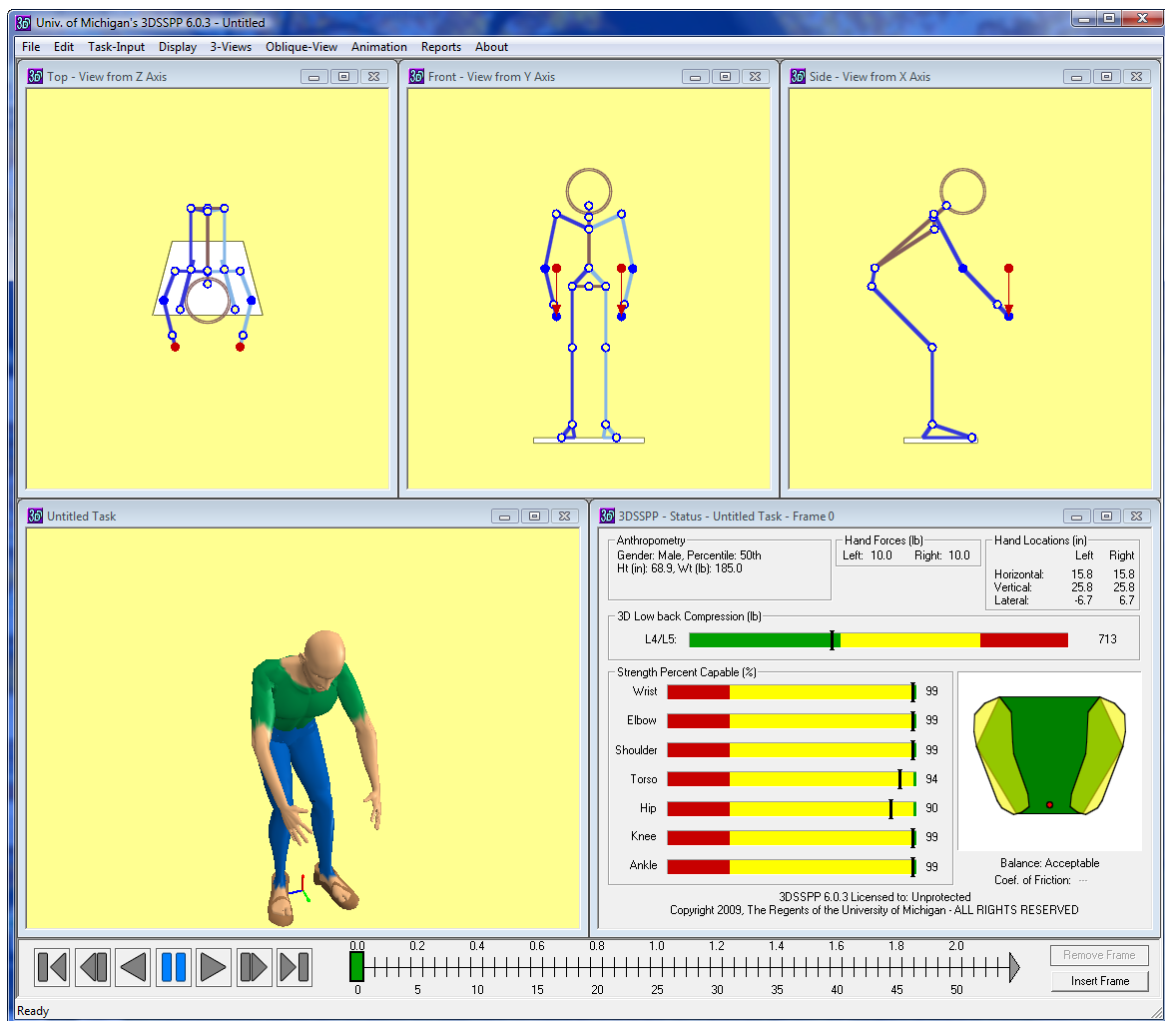 Univ. of Michigan's 3DSSPP 6.0.3 - Untitled
File Edit Task-Input Display 3-Views Oblique-View Animation Reports About
Top - View from Z Axis
Front - View from Y Axis
Side - View from X Axis
Untitled Task
3DSSPP - Status - Untitled Task - Frame 0
Anthropometry
Gender: Male, Percentile: 50th
Ht (in): 68.9, Wt (lb): 185.0
Hand Forces (lb)
Left: 10.0 Right: 10.0
Hand Locations (in)
Left Right
Horizontal: 15.8 15.8
Vertical: 25.8 25.8
Lateral: -6.7 6.7
3D Low back Compression (lb)
L4/L5: 713
Strength Percent Capable (%)
Wrist 99
Elbow 99
Shoulder 99
Torso 94
Hip 90
Knee 99
Ankle 99
Balance: Acceptable
Coef. of Friction: ---
3DSSPP 6.0.3 Licensed to: Unprotected
Copyright 2009, The Regents of the University of Michigan - ALL RIGHTS RESERVED
0.0 0.2 0.4 0.6 0.8 1.0 1.2 1.4 1.6 1.8 2.0
0 5 10 15 20 25 30 35 40 45 50
Remove Frame
Insert Frame
Ready